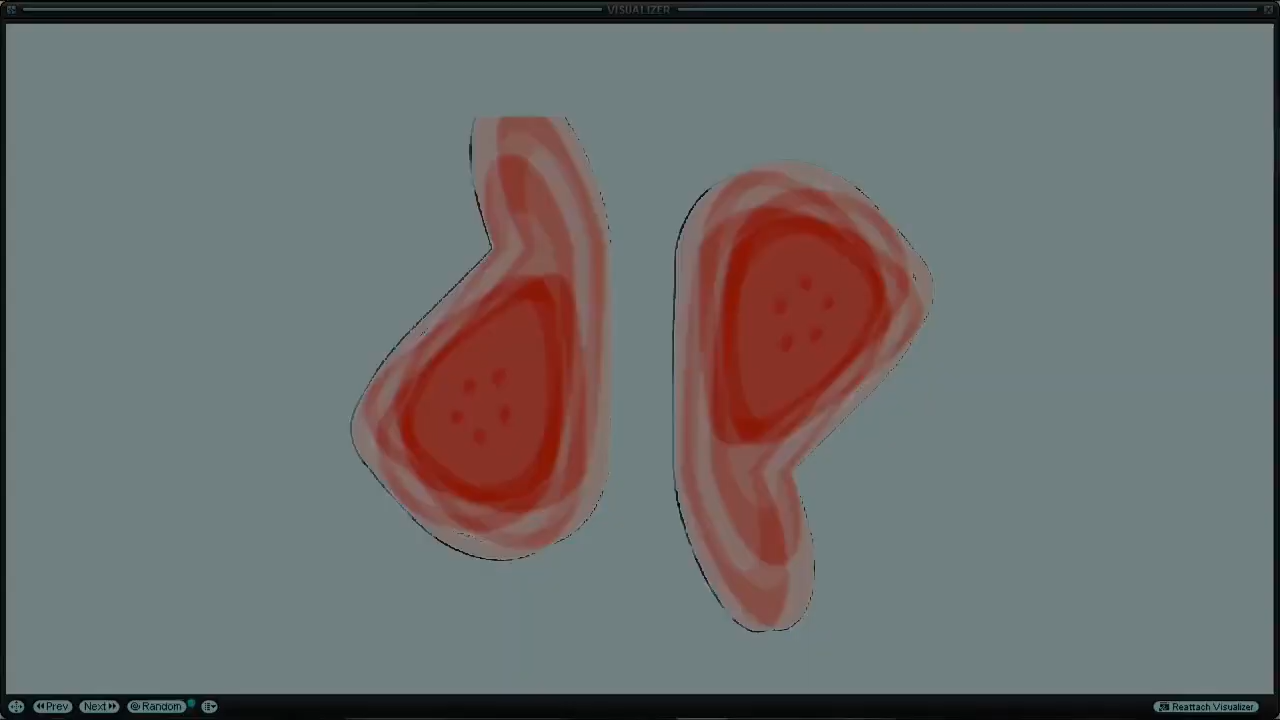 VISUALIZER
Prev
Next
Random
Reattach Visualizer